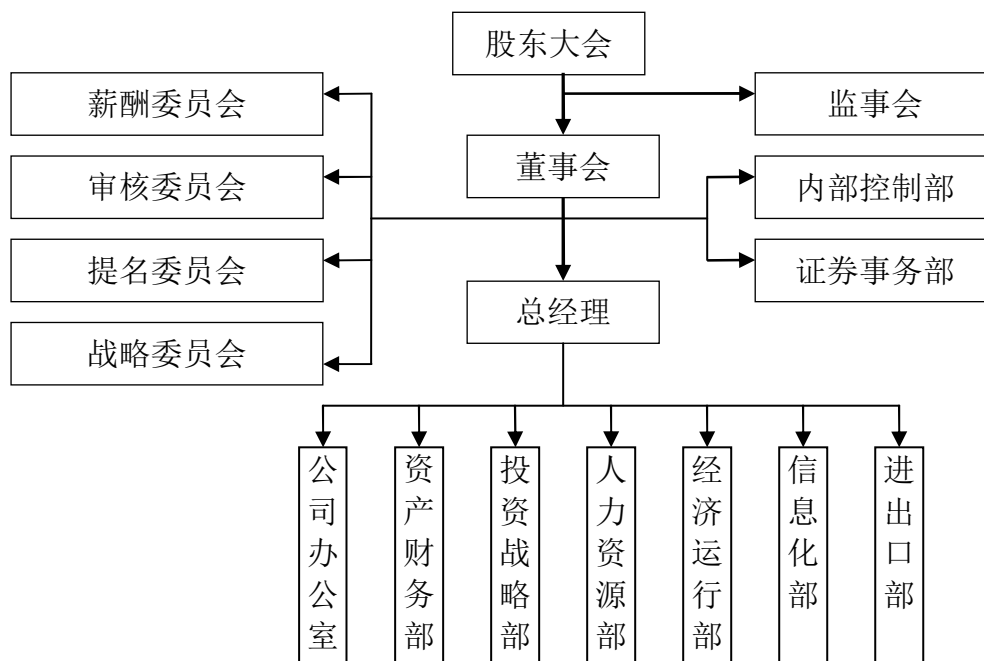 股东大会
薪酬委员会
监事会
董事会
审核委员会
内部控制部
提名委员会
证券事务部
总经理
战略委员会
公司办公室
资产财务部
投资战略部
人力资源部
经济运行部
信息化部
进出口部